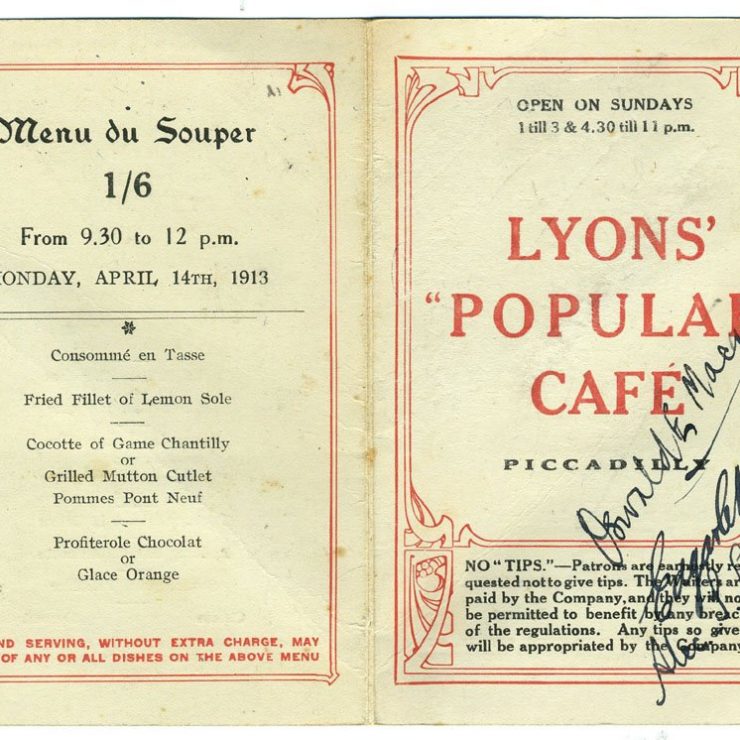 Menu du Souper
1/6
From 9.30 to 12 p.m.
ONDAY, APRIL 14TH, 1913
Consommé en Tasse
Fried Fillet of Lemon Sole
Cocotte of Game Chantilly
or
Grilled Mutton Cutlet
Pommes Pont Neuf
Profiterole Chocolat
or
Glace Orange
ND SERVING, WITHOUT EXTRA CHARGE, MAY
OF ANY OR ALL DISHES ON THE ABOVE MENU
OPEN ON SUNDAYS
1 till 3 & 4.30 till 11 p.m.
LYONS'
"POPULAR
CAFÉ
PICCADILLY
Oswald
NO "TIPS."—Patrons are earnestly re
quested not to give tips. The Waiters are
paid by the Company, and they will no
be permitted to benefit by any breac
of the regulations. Any tips so give
will be appropriated by the Company